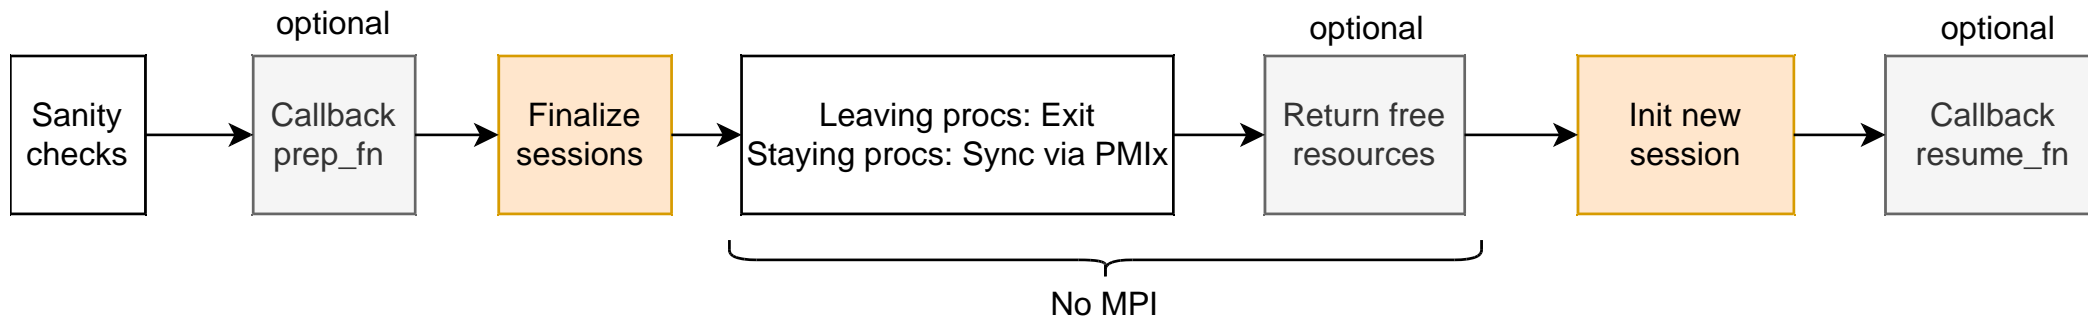 optional
optional
optional
Sanity
checks
Callback
prep_fn
Finalize
sessions
Leaving procs: Exit
Staying procs: Sync via PMIx
Return free
resources
Init new
session
Callback
resume_fn
No MPI